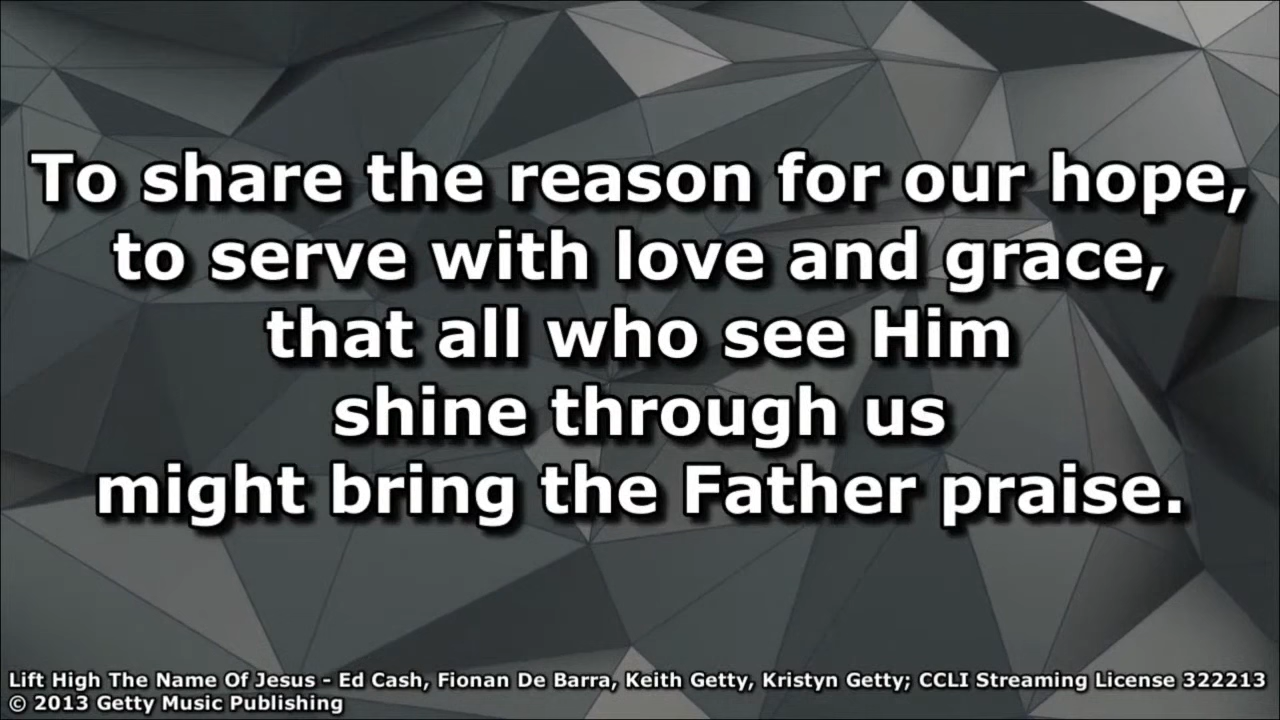 To share the reason for our hope,
to serve with love and grace,
that all who see Him
shine through us
might bring the Father praise.
Lift High The Name Of Jesus - Ed Cash, Fionan De Barra, Keith Getty, Kristyn Getty; CCLI Streaming License 322213
© 2013 Getty Music Publishing